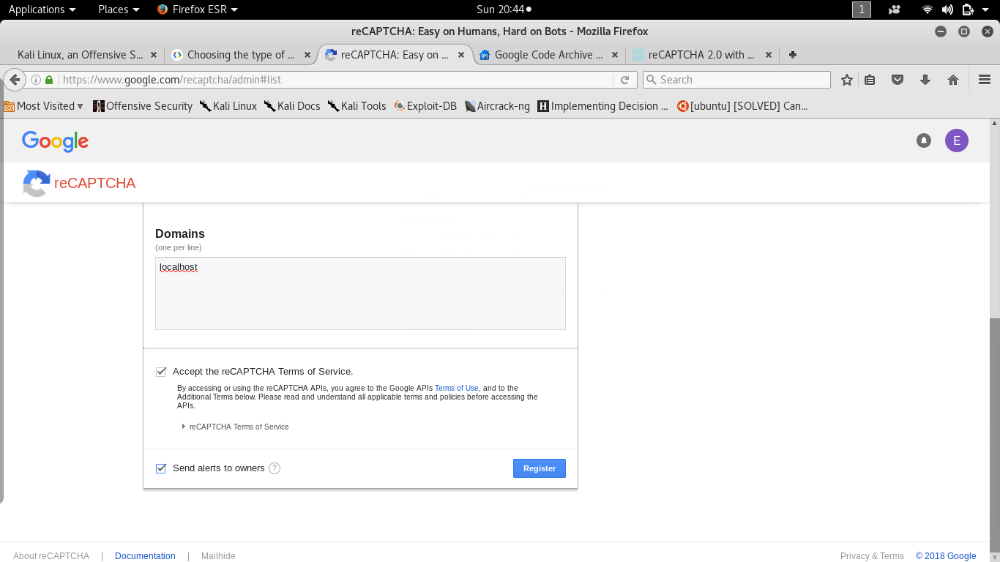 Applications Places Firefox ESR Sun 20:44 1
reCAPTCHA: Easy on Humans, Hard on Bots - Mozilla Firefox
Kali Linux, an Offensive S... Choosing the type of ... reCAPTCHA: Easy on ... Google Code Archive ... reCAPTCHA 2.0 with ...
https://www.google.com/recaptcha/admin#list Search
Most Visited Offensive Security Kali Linux Kali Docs Kali Tools Exploit-DB Aircrack-ng Implementing Decision ... [ubuntu] [SOLVED] Can...
Google E
reCAPTCHA
Domains
(one per line)
localhost
Accept the reCAPTCHA Terms of Service.
By accessing or using the reCAPTCHA APIs, you agree to the Google APIs Terms of Use, and to the
Additional Terms below. Please read and understand all applicable terms and policies before accessing the
APIs.
reCAPTCHA Terms of Service
Send alerts to owners ? Register
About reCAPTCHA | Documentation | Mailhide Privacy & Terms © 2018 Google